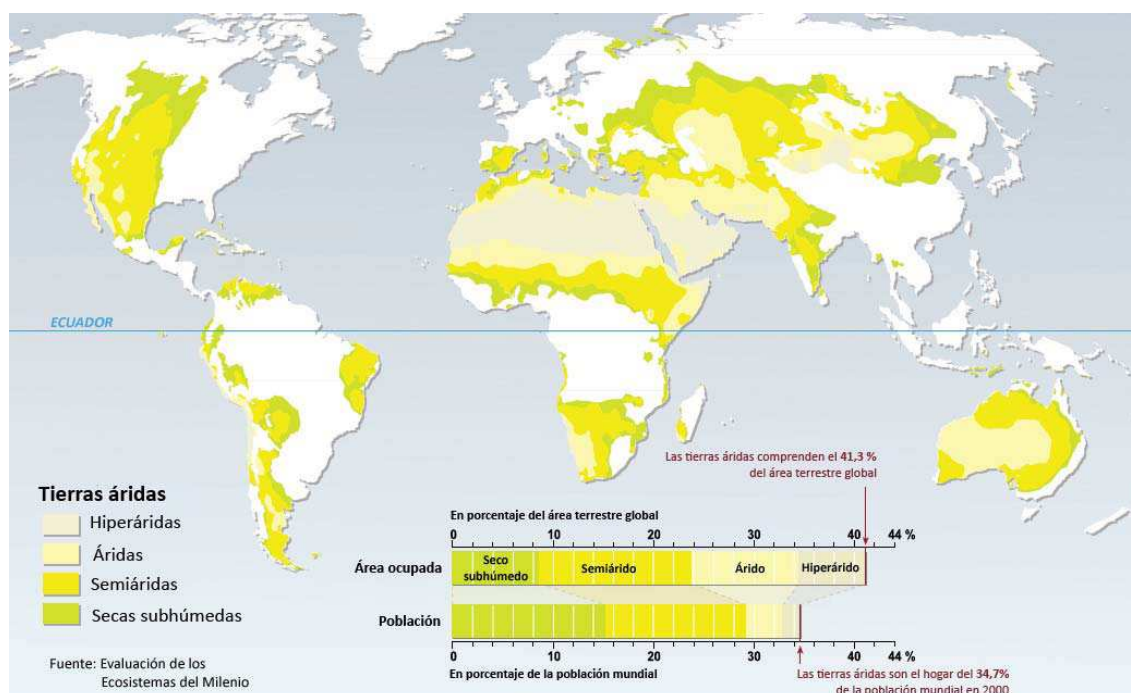 ECUADOR
Las tierras áridas comprenden el 41,3 %
del área terrestre global
Tierras áridas
Hiperáridas
Áridas
Semiáridas
Secas subhúmedas
Fuente: Evaluación de los
Ecosistemas del Milenio
En porcentaje del área terrestre global
0 10 20 30 40 44 %
Área ocupada
Seco
subhúmedo
Semiárido
Árido
Hiperárido
Población
0 10 20 30 40 44 %
En porcentaje de la población mundial
Las tierras áridas son el hogar del 34,7%
de la población mundial en 2000